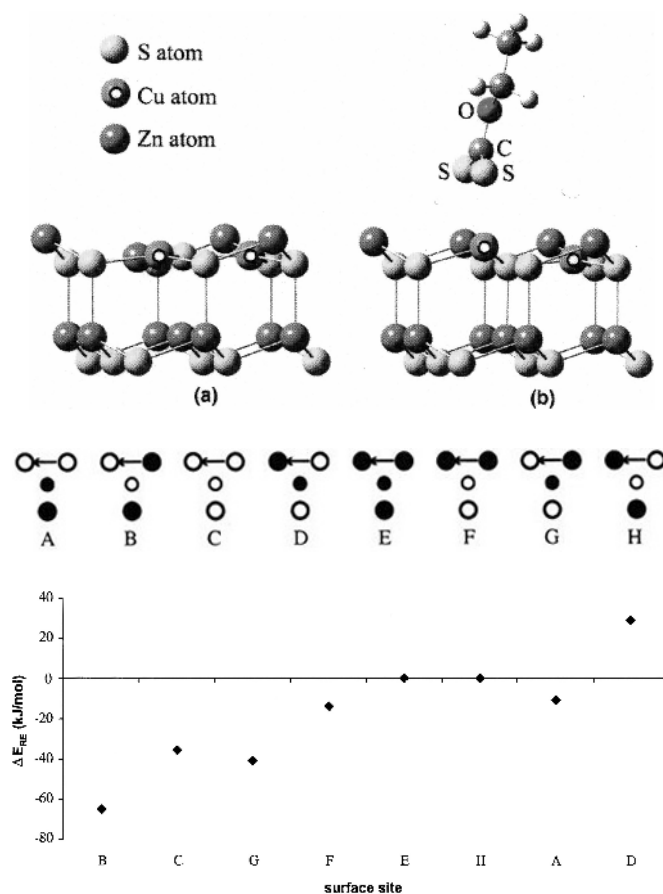 S atom
Cu atom
Zn atom
O
C
S S
(a)
(b)
A B C D E F G H
40
20
0
-20
-40
-60
-80
ΔE_RE (kJ/mol)
B C G F E H A D
surface site